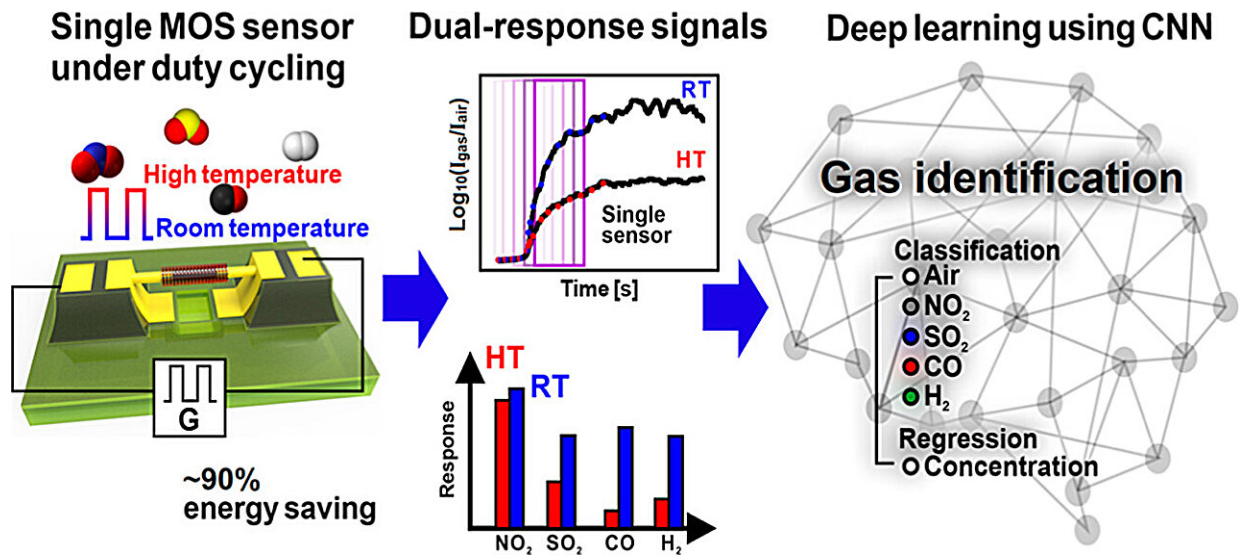 Single MOS sensor
under duty cycling
High temperature
Room temperature
G
~90%
energy saving
Dual-response signals
Log₁₀(I_gas/I_air)
RT
HT
Single
sensor
Time [s]
HT
RT
Response
NO₂ SO₂ CO H₂
Deep learning using CNN
Gas identification
Classification
Air
NO₂
SO₂
CO
H₂
Regression
Concentration